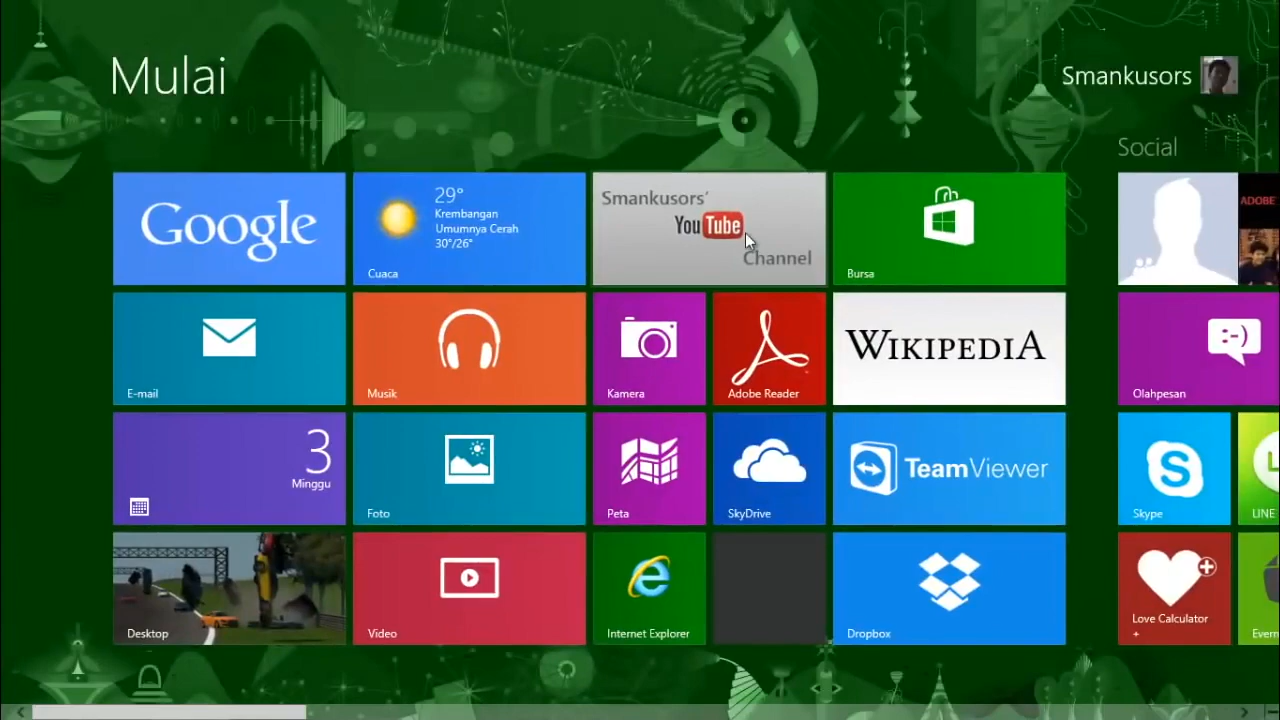 Mulai
Smankusors
Social
Google
29°
Krembangan
Umumnya Cerah
30°/26°
Cuaca
Smankusors'
YouTube
Channel
Bursa
ADOBE
E-mail
Musik
Kamera
Adobe Reader
WIKIPEDIA
:-)
Olahpesan
3
Minggu
Foto
Peta
SkyDrive
TeamViewer
Skype
LINE
Desktop
Video
Internet Explorer
Dropbox
Love Calculator
+
Evern